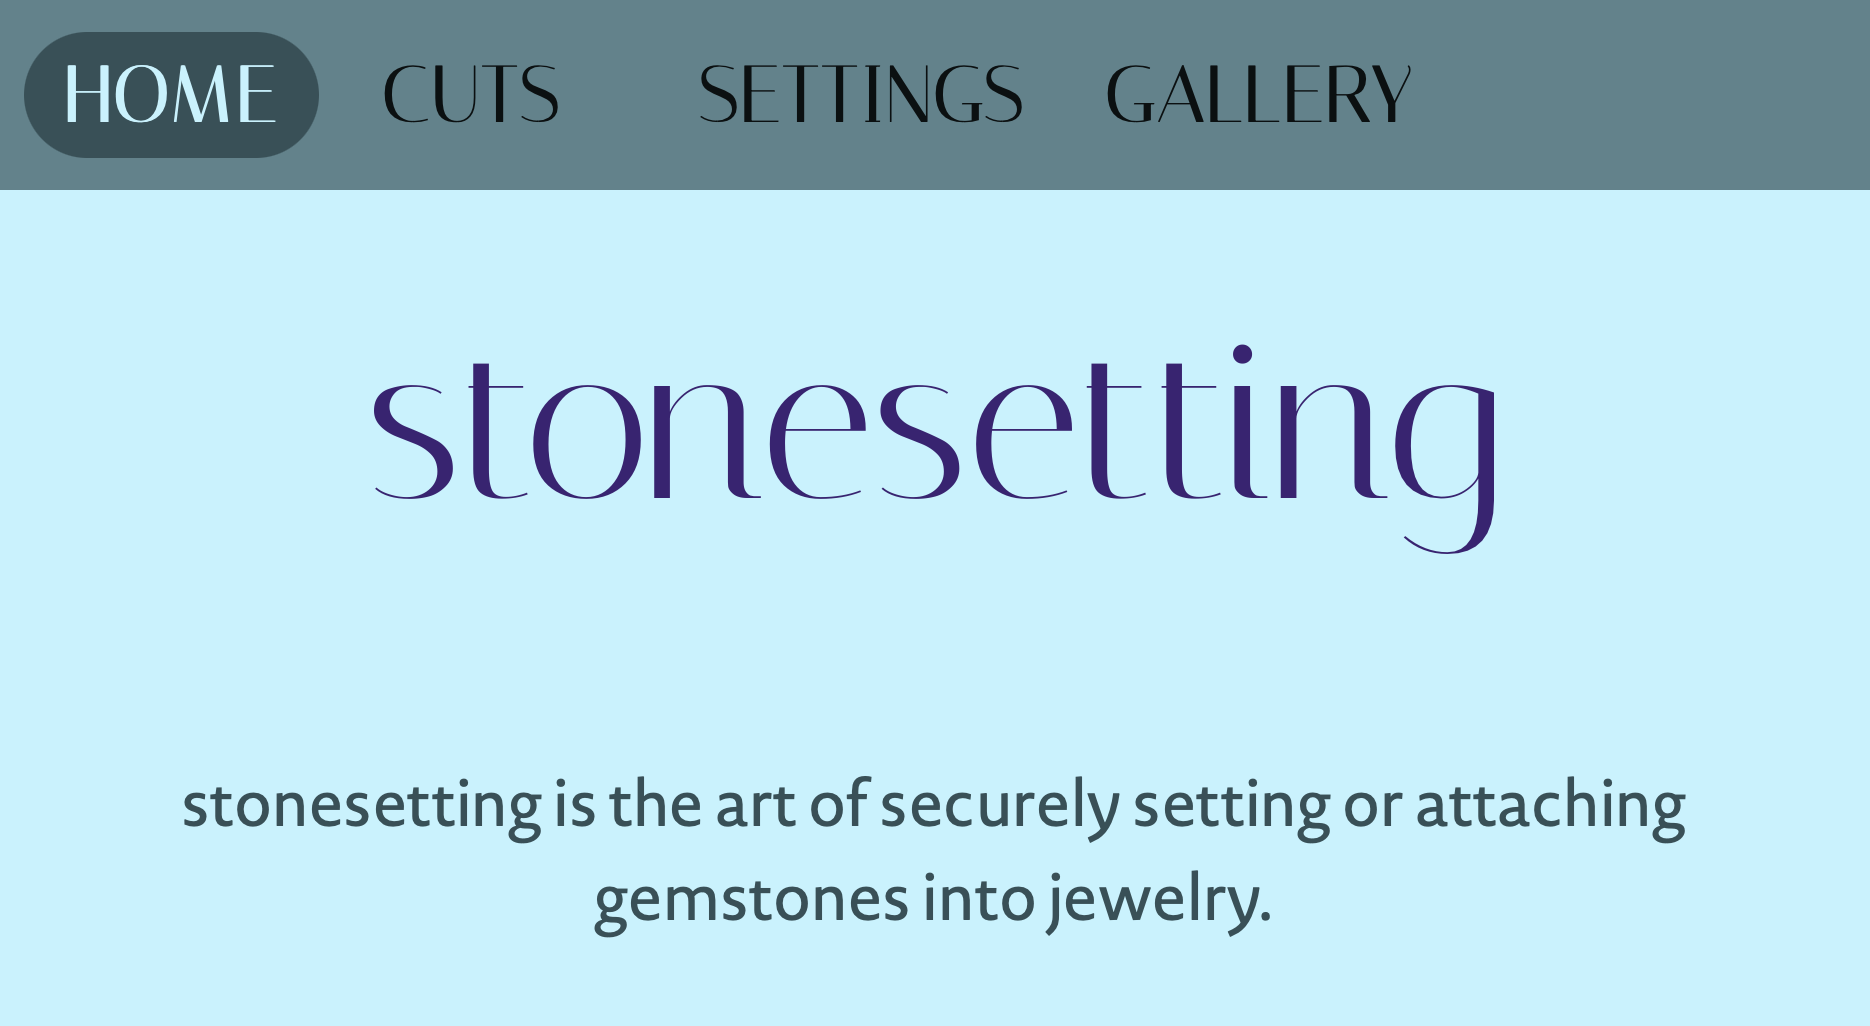 HOME CUTS SETTINGS GALLERY
stonesetting
stonesetting is the art of securely setting or attaching
gemstones into jewelry.